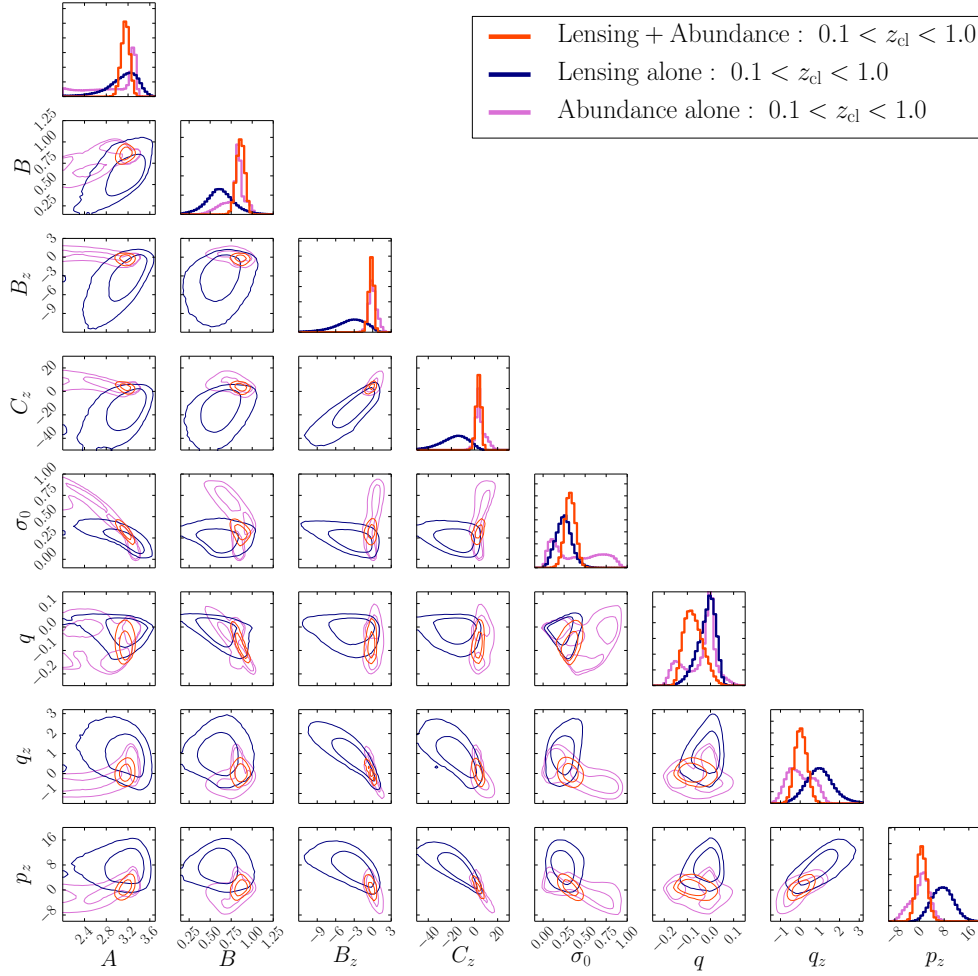 Lensing + Abundance : 0.1 < z_cl < 1.0
Lensing alone : 0.1 < z_cl < 1.0
Abundance alone : 0.1 < z_cl < 1.0
B
1.25
1.00
0.75
0.50
0.25
B_z
3
0
−3
−6
−9
C_z
20
0
−20
−40
σ_0
1.00
0.75
0.50
0.25
0.00
q
0.1
0.0
−0.1
−0.2
q_z
3
2
1
0
−1
p_z
16
8
0
−8
2.4 2.8 3.2 3.6 0.25 0.50 0.75 1.00 1.25 −9 −6 −3 0 3 −40 −20 0 20 0.00 0.25 0.50 0.75 1.00 −0.2 −0.1 0.0 0.1 −1 0 1 2 3 −8 0 8 16
A B B_z C_z σ_0 q q_z p_z